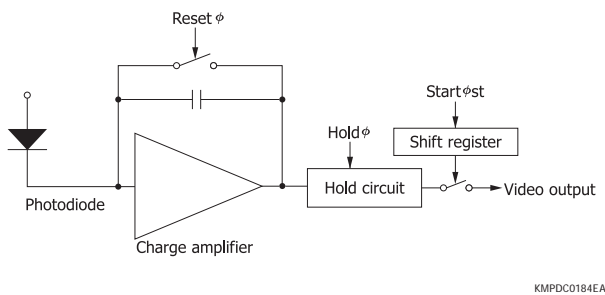 Reset ϕ
Start ϕst
Hold ϕ
Shift register
Hold circuit
Video output
Photodiode
Charge amplifier
KMPDC0184EA